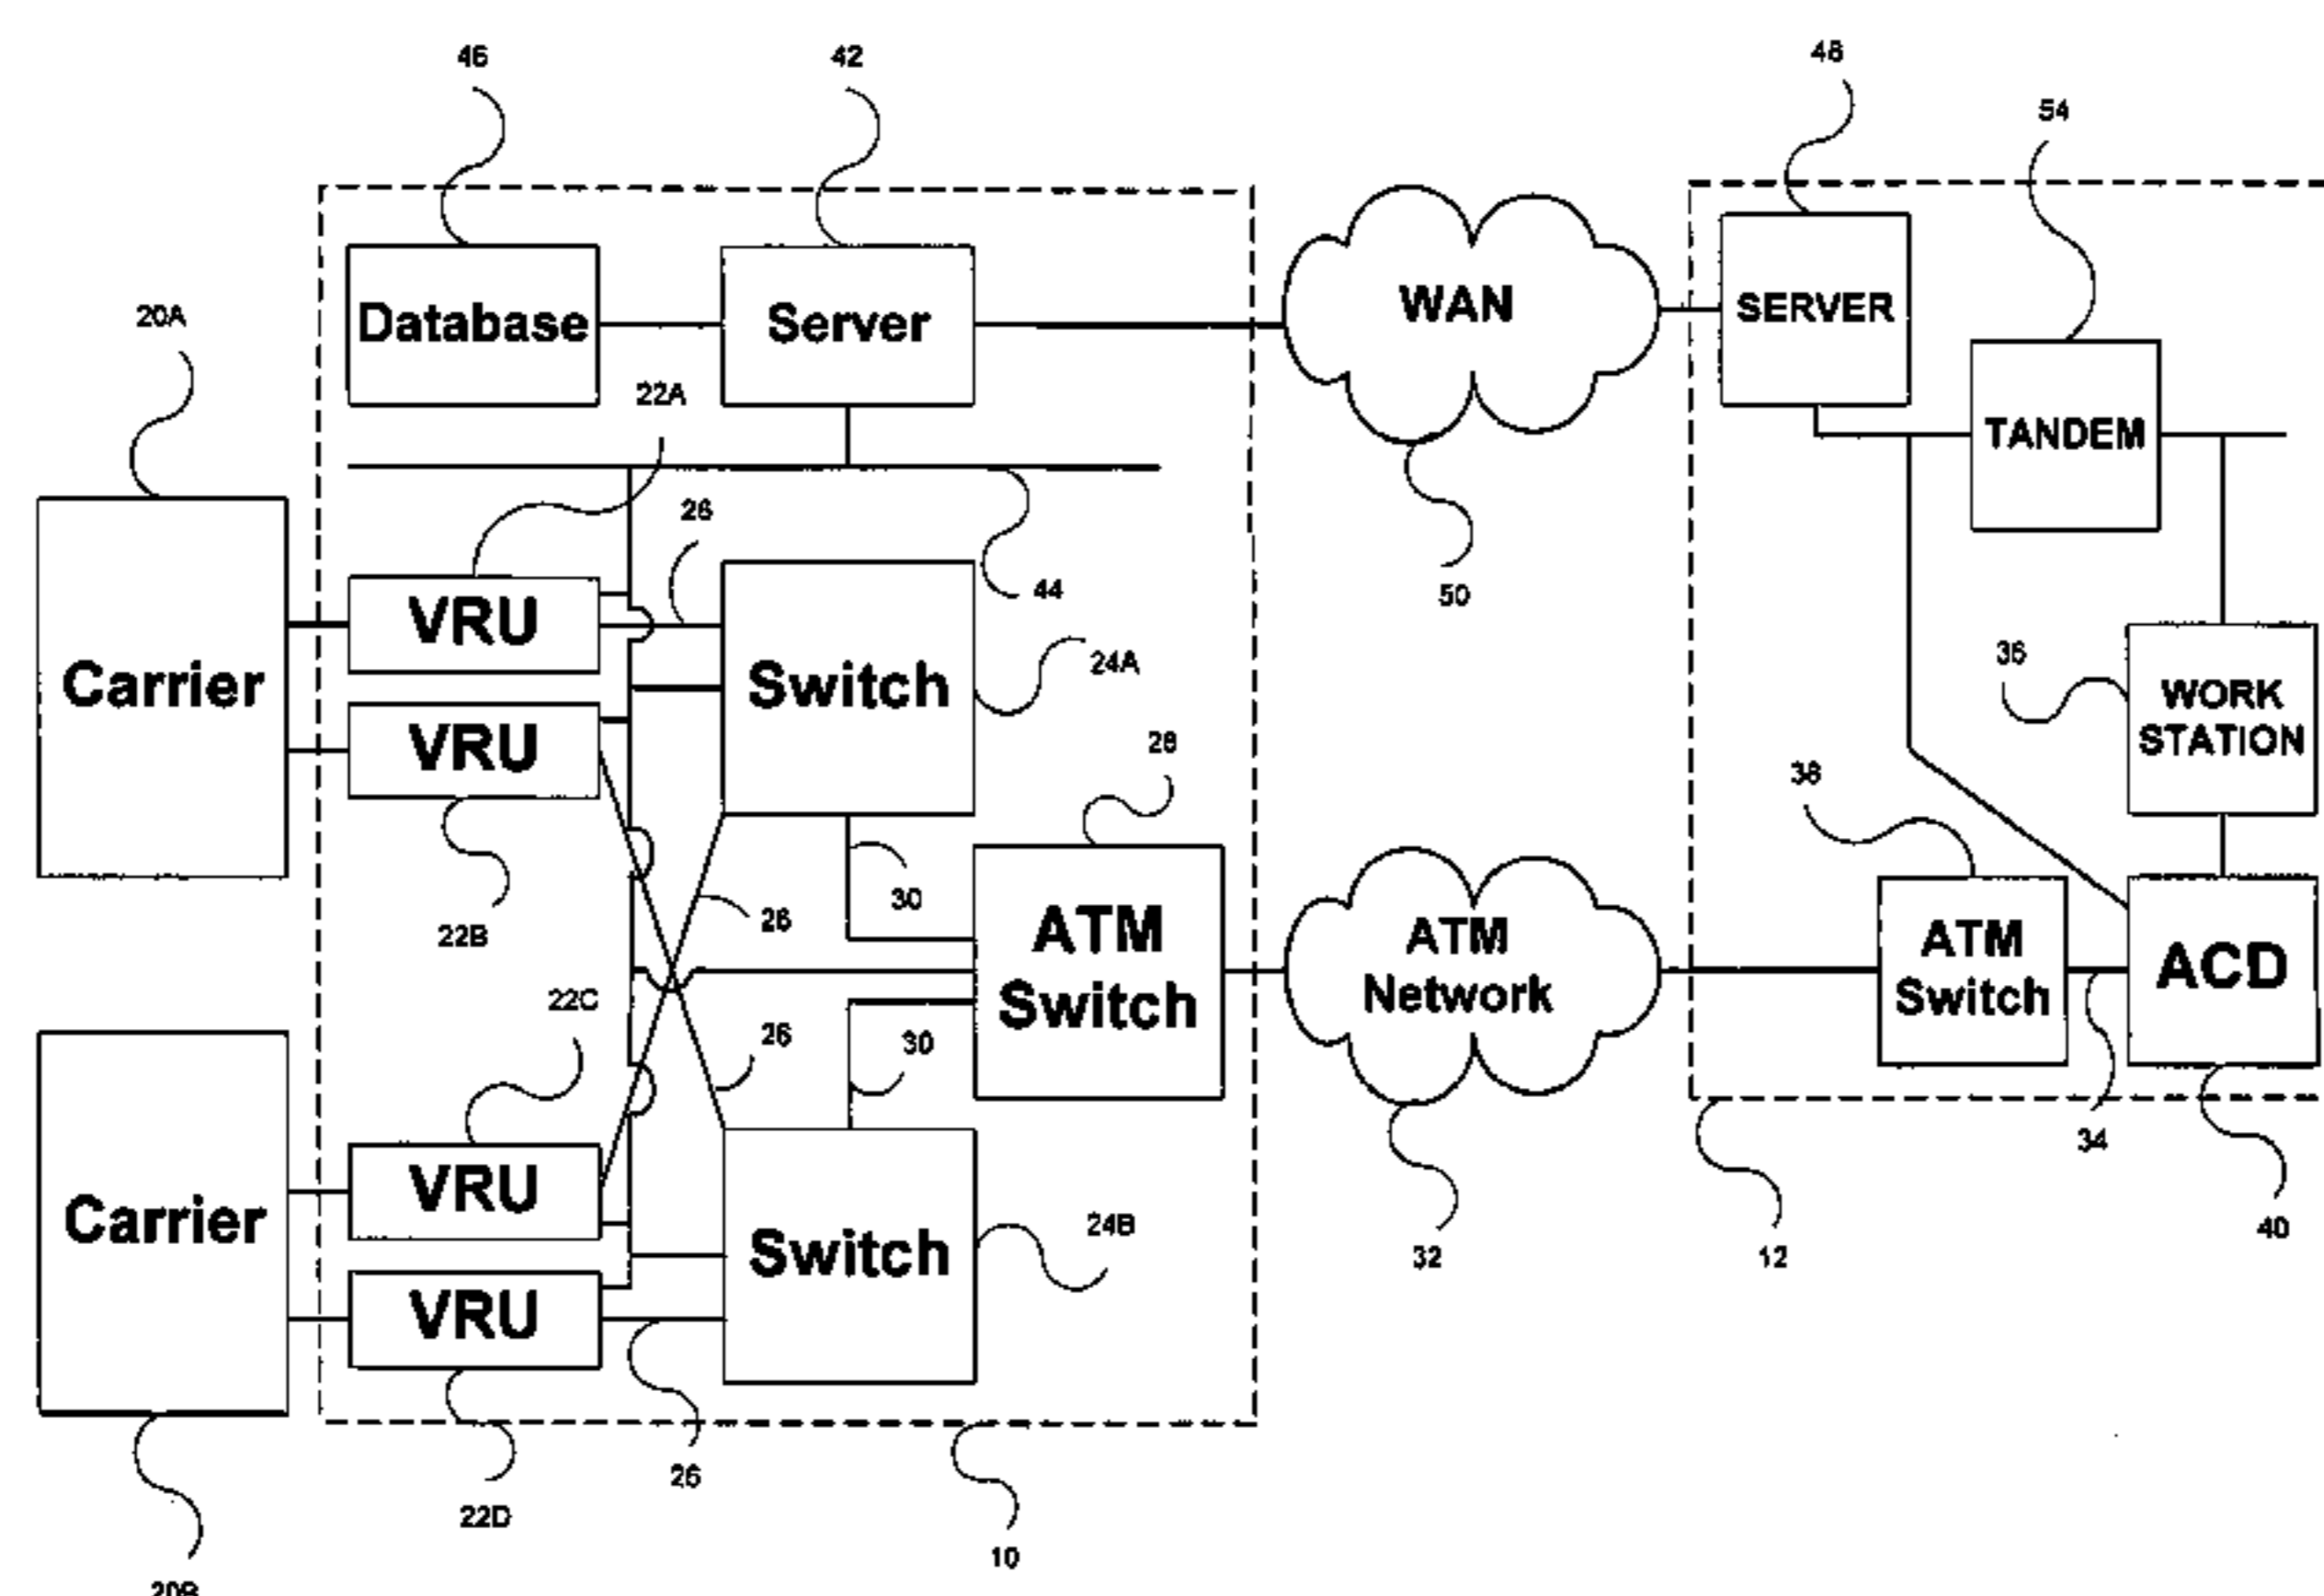 46
42
48
54
20A
Database
Server
WAN
SERVER
22A
TANDEM
26
44
50
VRU
Switch
24A
36
WORK
STATION
Carrier
VRU
28
38
30
22B
26
ATM
Switch
ATM
Network
ATM
Switch
ACD
22C
26
30
34
VRU
Carrier
Switch
24B
32
12
40
VRU
26
22D
10
20B